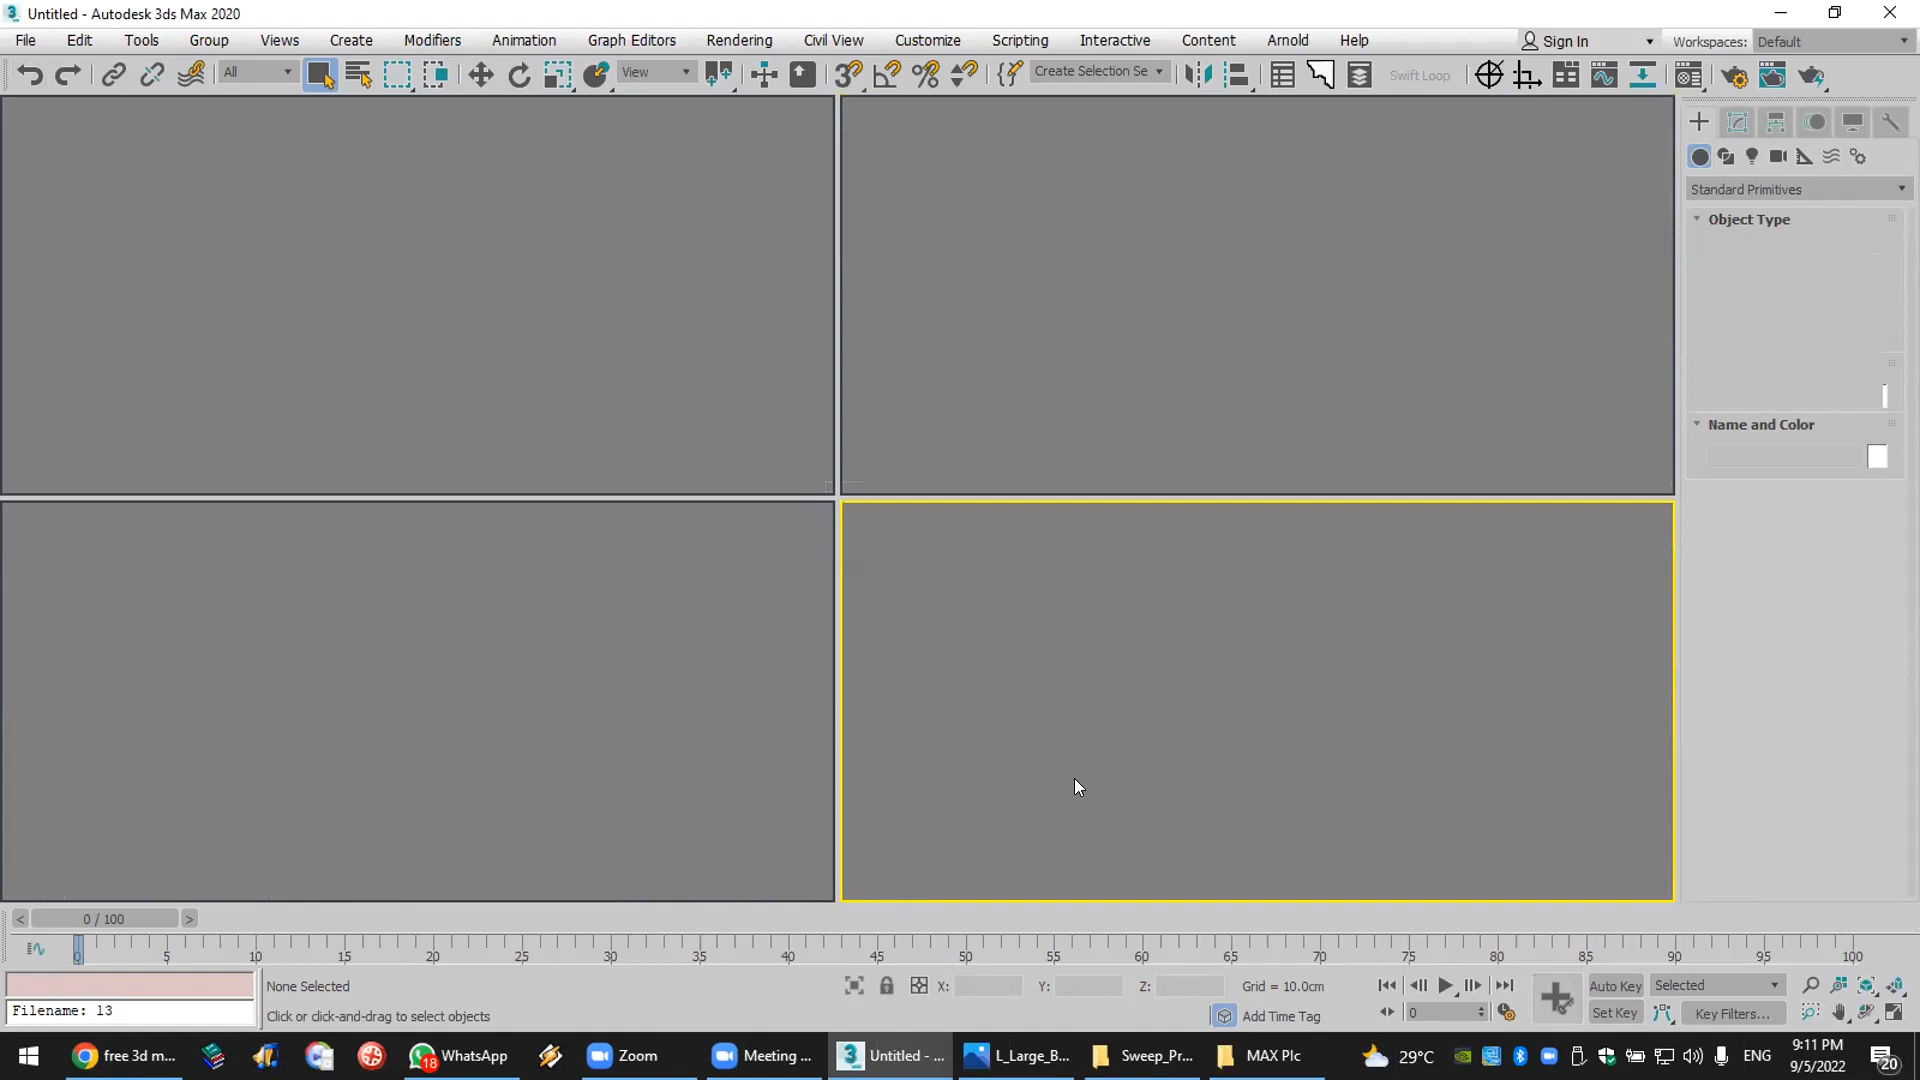 Untitled - Autodesk 3ds Max 2020
File Edit Tools Group Views Create Modifiers Animation Graph Editors Rendering Civil View Customize Scripting Interactive Content Arnold Help Sign In Workspaces: Default
All View Create Selection Se Swift Loop
Standard Primitives
Object Type
Name and Color
< 0 / 100 >
0 5 10 15 20 25 30 35 40 45 50 55 60 65 70 75 80 85 90 95 100
None Selected X: Y: Z: Grid = 10.0cm Auto Key Selected
Filename: 13 Click or click-and-drag to select objects Add Time Tag 0 Set Key Key Filters...
free 3d m... 18 WhatsApp Zoom Meeting ... Untitled - ... L_Large_B... Sweep_Pr... MAX PIc 29°C ENG 9:11 PM
9/5/2022 20